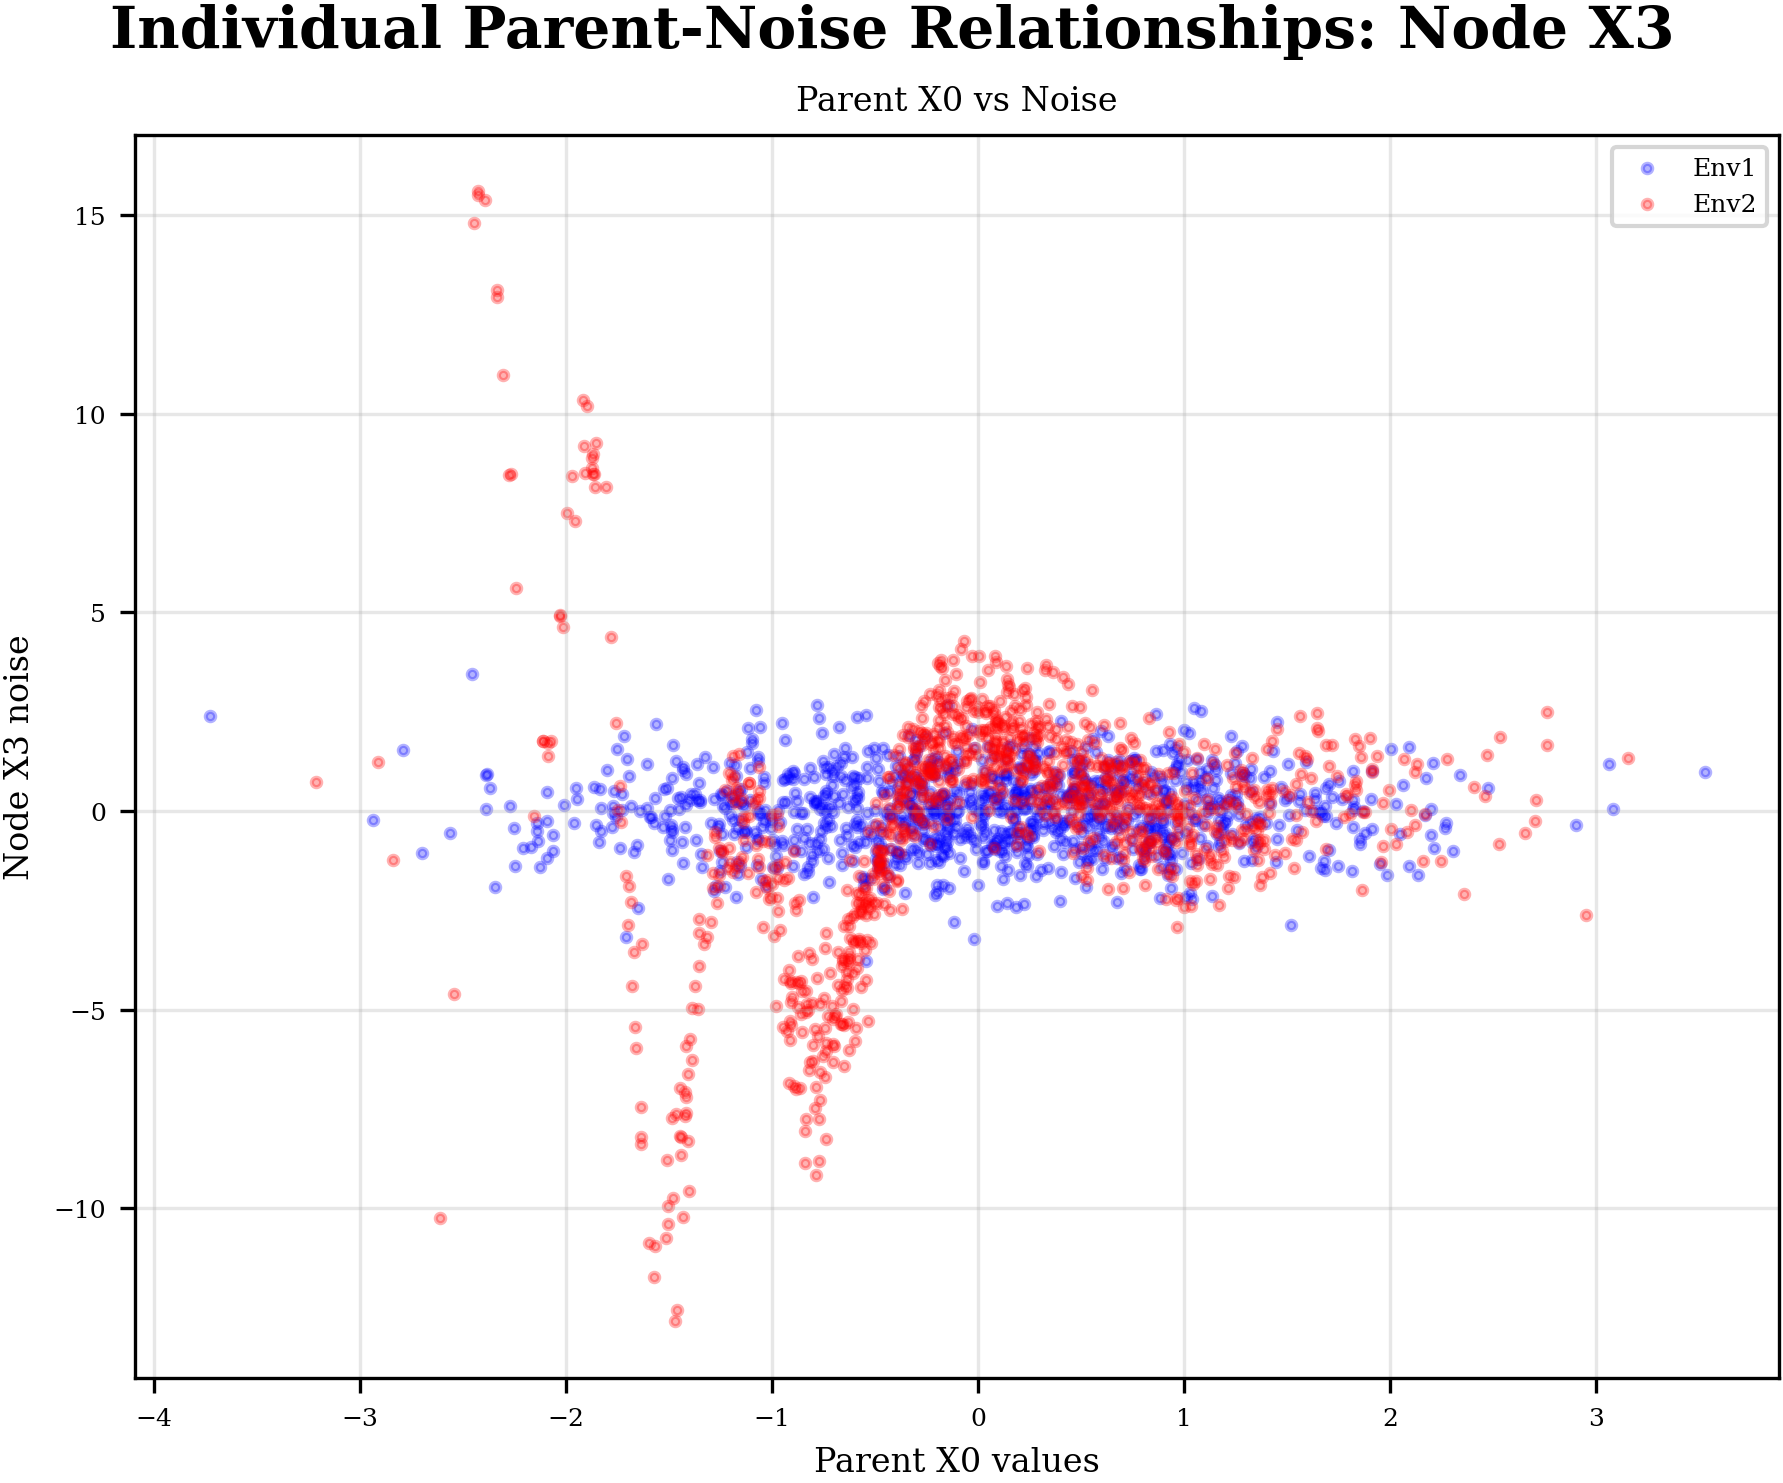 Individual Parent-Noise Relationships: Node X3
Parent X0 vs Noise
Env1
Env2
15
10
5
0
−5
−10
Node X3 noise
−4
−3
−2
−1
0
1
2
3
Parent X0 values